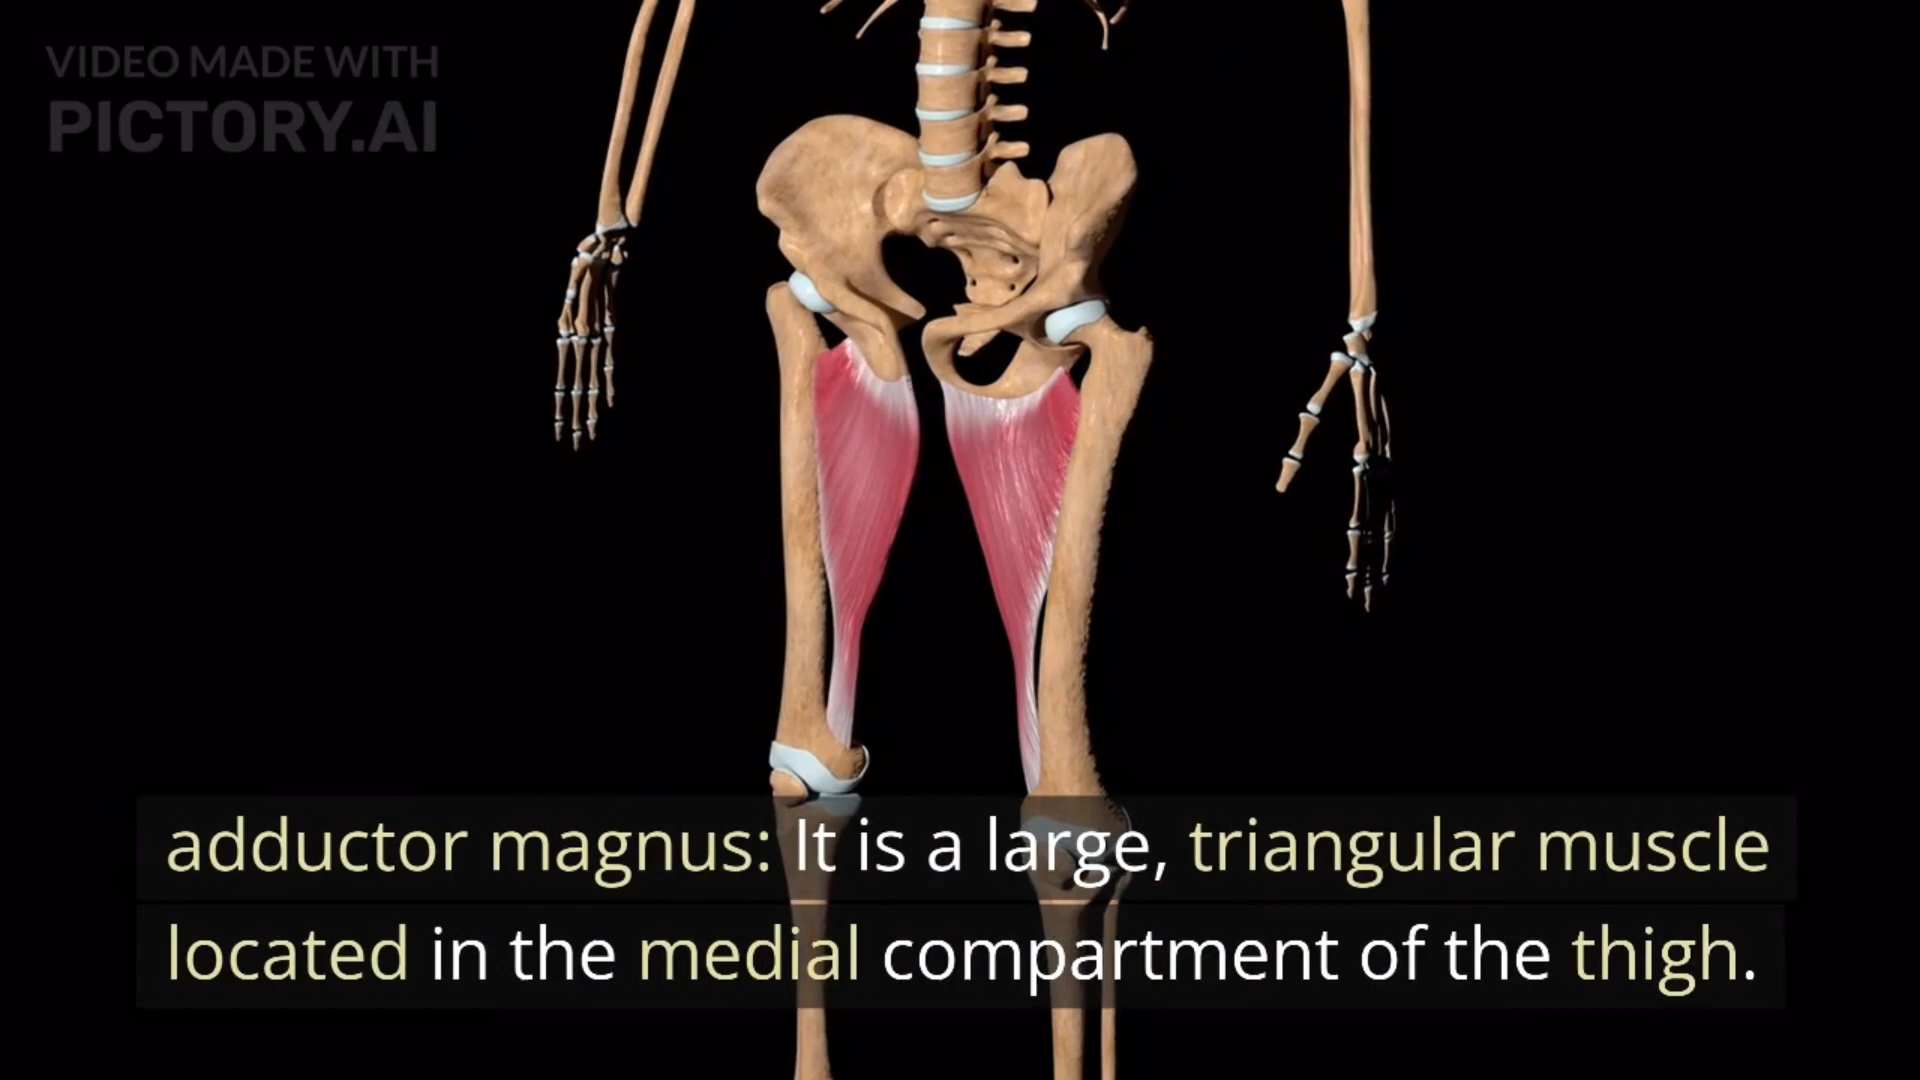 VIDEO MADE WITH
PICTORY.AI
adductor magnus: It is a large, triangular muscle
located in the medial compartment of the thigh.